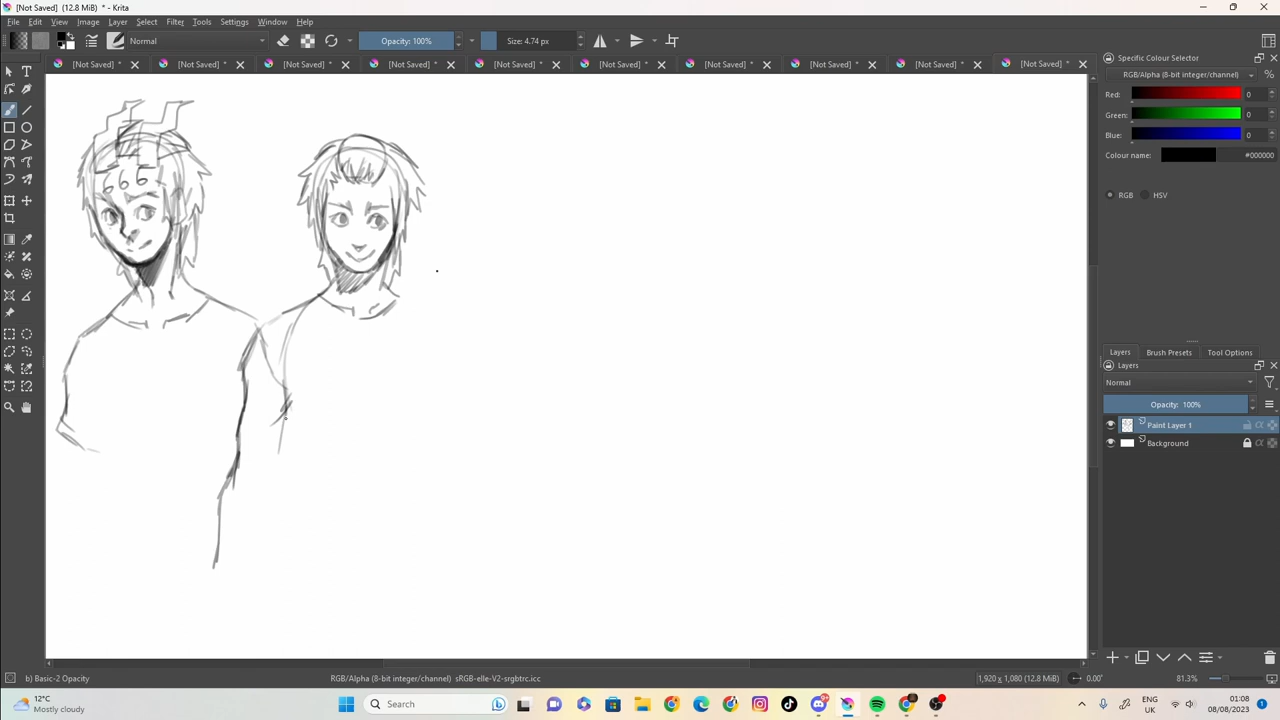 [Not Saved] (12.8 MiB) * - Krita
File Edit View Image Layer Select Filter Tools Settings Window Help
Normal Opacity: 100% Size: 4.74 px
[Not Saved] * [Not Saved] * [Not Saved] * [Not Saved] * [Not Saved] * [Not Saved] * [Not Saved] * [Not Saved] * [Not Saved] * [Not Saved] *
Specific Colour Selector
RGB/Alpha (8-bit integer/channel) %
Red: 0
Green: 0
Blue: 0
Colour name: #000000
RGB HSV
666
Layers Brush Presets Tool Options
Layers
Normal
Opacity: 100%
Paint Layer 1
Background
b) Basic-2 Opacity RGB/Alpha (8-bit integer/channel) sRGB-elle-V2-srgbtrc.icc 1,920 x 1,080 (12.8 MiB) 0.00° 81.3%
12°C
Mostly cloudy
Search
ENG
UK
01:08
08/08/2023
1